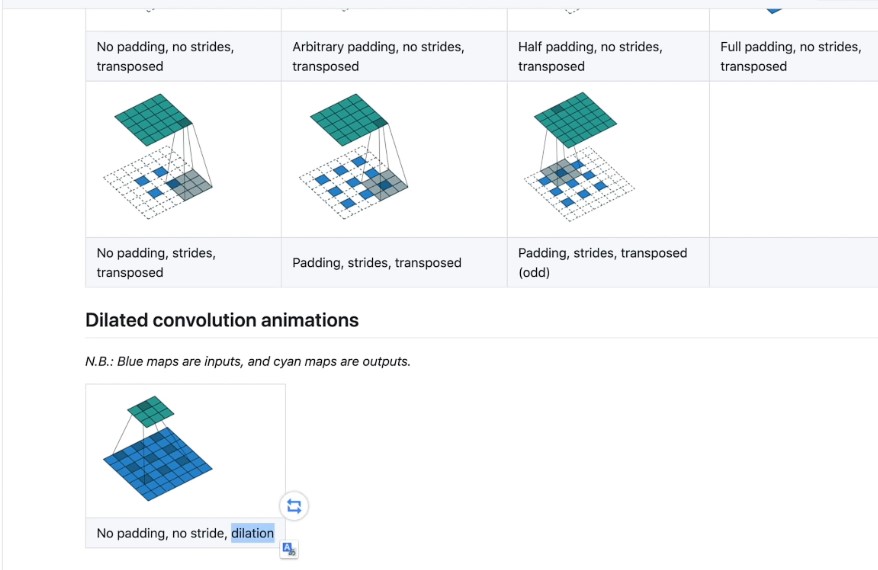 No padding, no strides,
transposed
Arbitrary padding, no strides,
transposed
Half padding, no strides,
transposed
Full padding, no strides,
transposed
No padding, strides,
transposed
Padding, strides, transposed
Padding, strides, transposed
(odd)
Dilated convolution animations
N.B.: Blue maps are inputs, and cyan maps are outputs.
No padding, no stride, dilation